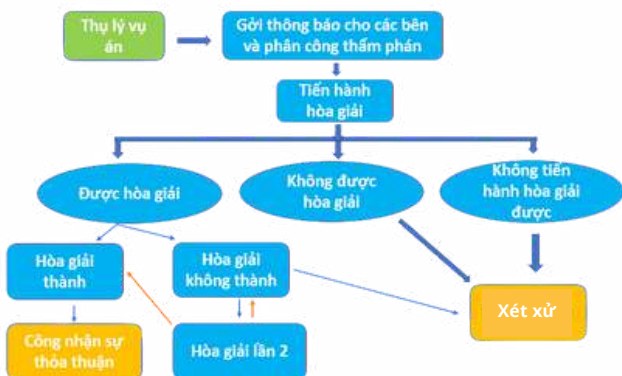 Thụ lý vụ
án
Gởi thông báo cho các bên
và phân công thẩm phán
Tiến hành
hòa giải
Được hòa giải
Không được
hòa giải
Không tiến
hành hòa giải
được
Hòa giải
thành
Hòa giải
không thành
Xét xử
Công nhận sự
thỏa thuận
Hòa giải lần 2